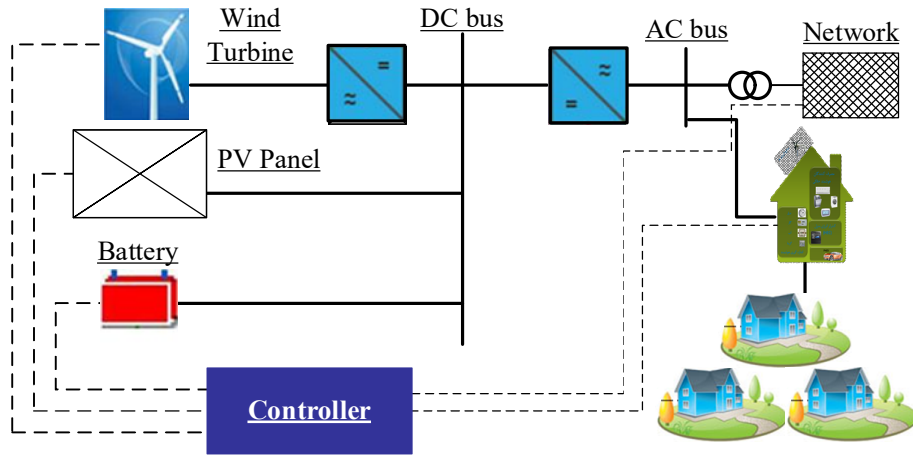 Wind
Turbine
DC bus
AC bus
Network
PV Panel
Battery
Controller